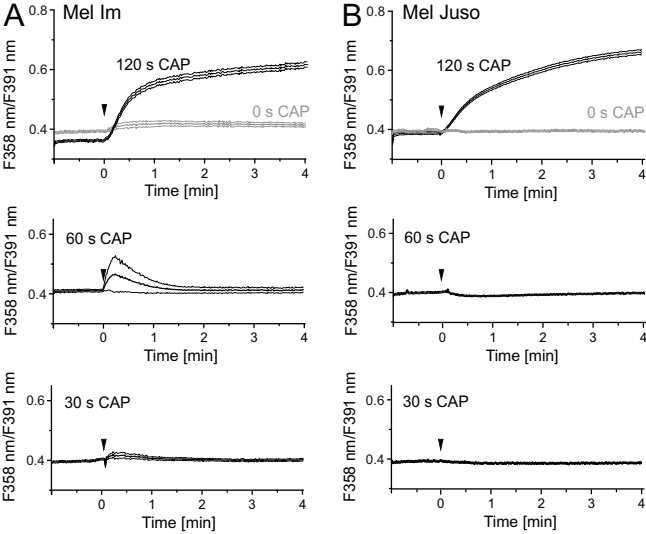 A Mel Im
F358 nm/F391 nm
0.8
0.6
0.4
120 s CAP
0 s CAP
-1 0 1 2 3 4
Time [min]
F358 nm/F391 nm
0.6
0.4
60 s CAP
-1 0 1 2 3 4
Time [min]
F358 nm/F391 nm
0.6
0.4
30 s CAP
-1 0 1 2 3 4
Time [min]
B Mel Juso
F358 nm/F391 nm
0.8
0.6
0.4
120 s CAP
0 s CAP
-1 0 1 2 3 4
Time [min]
F358 nm/F391 nm
0.6
0.4
60 s CAP
-1 0 1 2 3 4
Time [min]
F358 nm/F391 nm
0.6
0.4
30 s CAP
-1 0 1 2 3 4
Time [min]